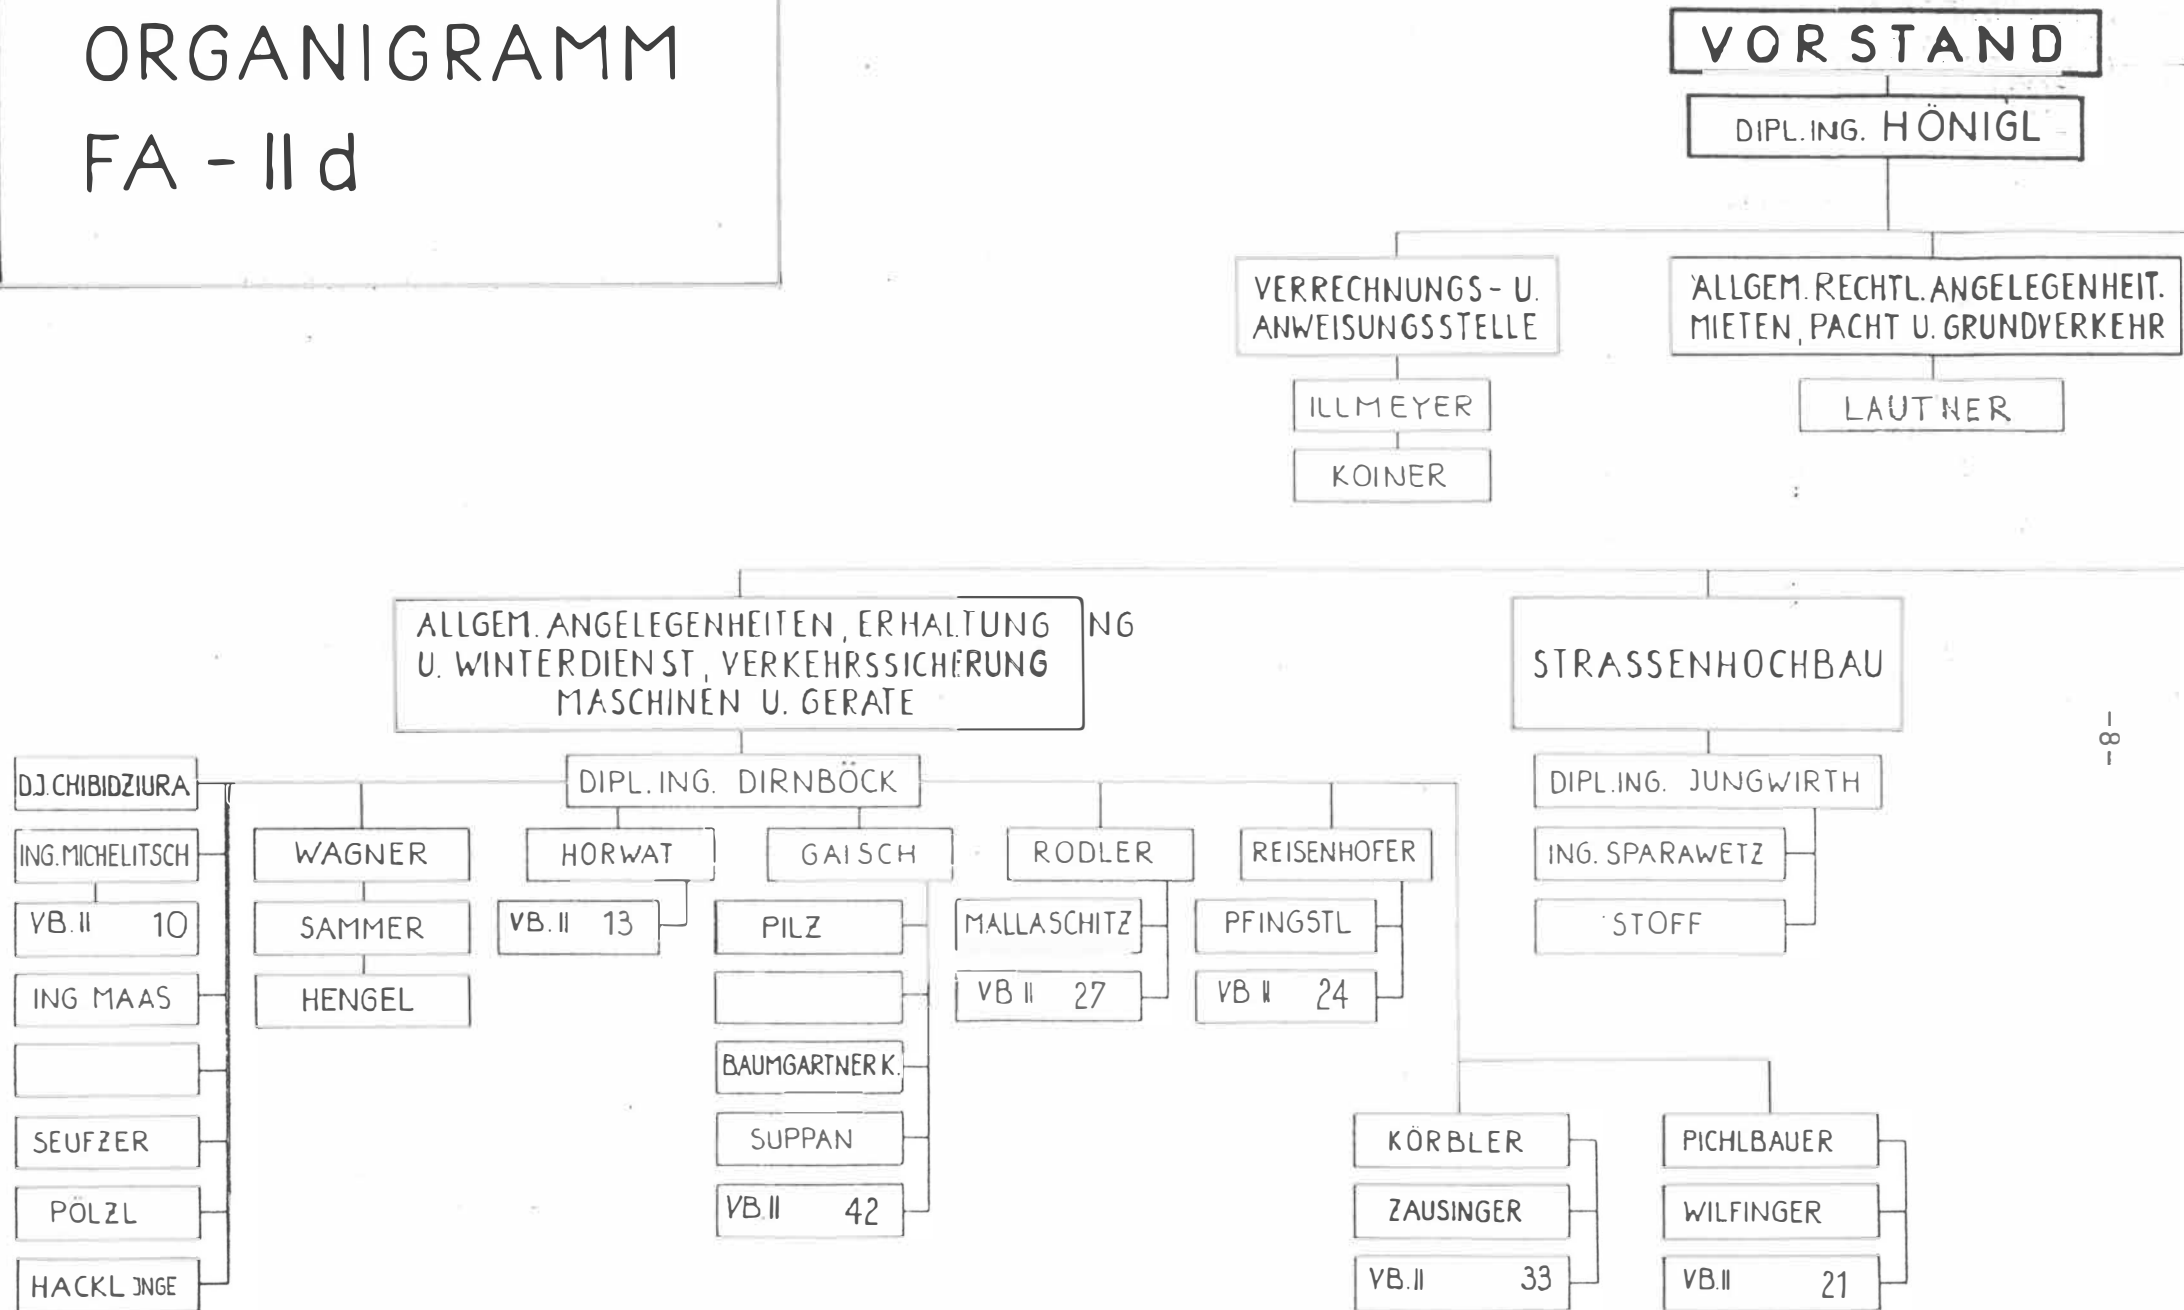 ORGANIGRAMM
FA - II d
VORSTAND
DIPL.ING. HÖNIGL
VERRECHNUNGS - U.
ANWEISUNGSSTELLE
ILLMEYER
KOINER
ALLGEM. RECHTL. ANGELEGENHEIT.
MIETEN, PACHT U. GRUNDVERKEHR
LAUTNER
ALLGEM. ANGELEGENHEITEN, ERHALTUNG NG
U. WINTERDIENST, VERKEHRSSICHERUNG
MASCHINEN U. GERATE
STRASSENHOCHBAU
-8-
D.J. CHIBIDZIURA
ING. MICHELITSCH
VB. II 10
ING MAAS
SEUFZER
PÖLZL
HACKL JNGE
DIPL. ING. DIRNBÖCK
WAGNER
SAMMER
HENGEL
HORWAT
VB. II 13
GAISCH
PILZ
BAUMGARTNER K.
SUPPAN
VB. II 42
RODLER
MALLASCHITZ
VB II 27
REISENHOFER
PFINGSTL
VB II 24
KÖRBLER
ZAUSINGER
VB. II 33
PICHLBAUER
WILFINGER
VB. II 21
DIPL. ING. JUNGWIRTH
ING. SPARAWETZ
STOFF